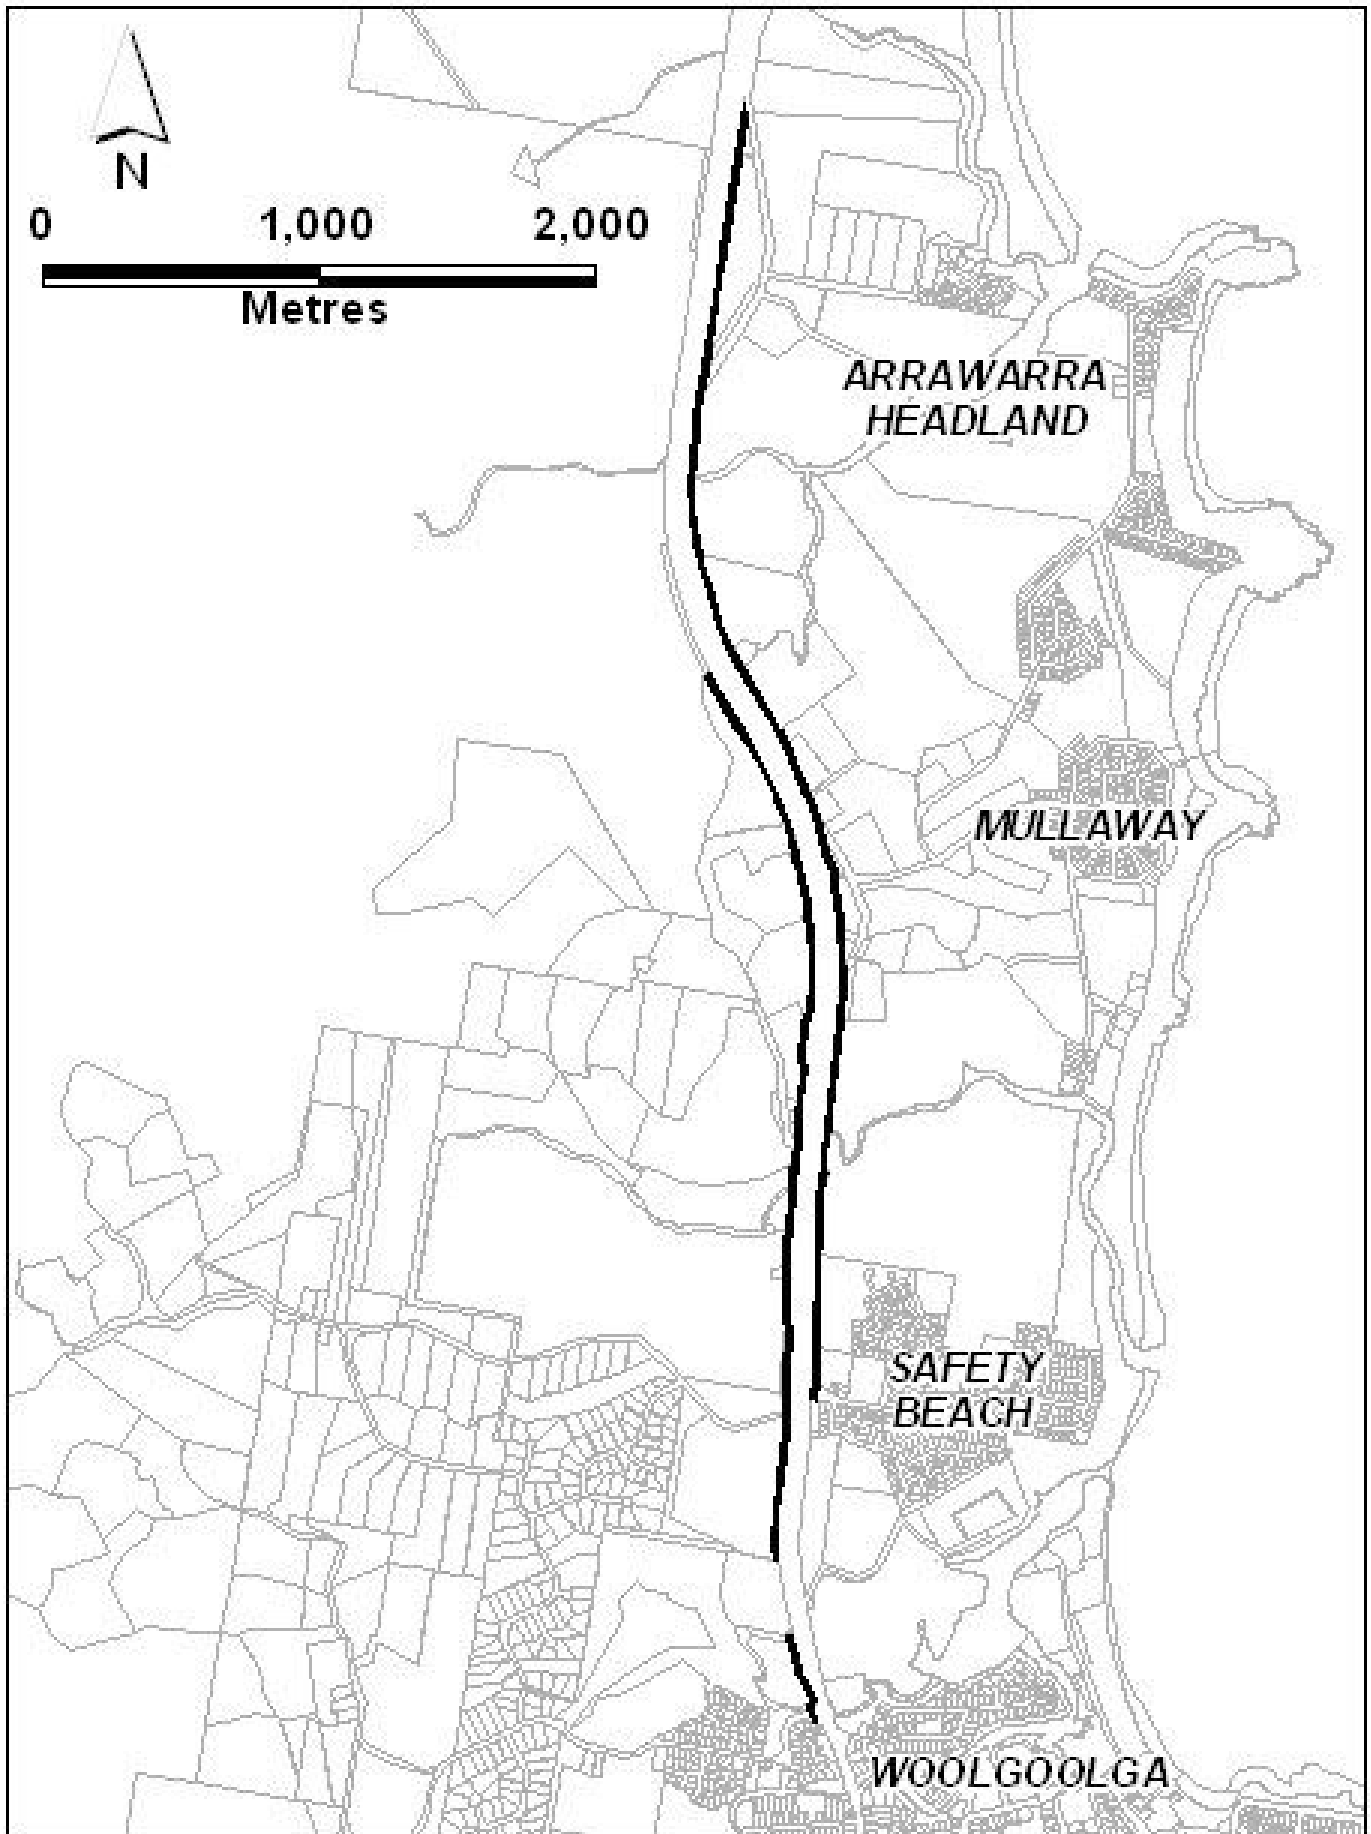 N
0 1,000 2,000
Metres
ARRAWARRA
HEADLAND
MULLAWAY
SAFETY
BEACH
WOOLGOOLGA